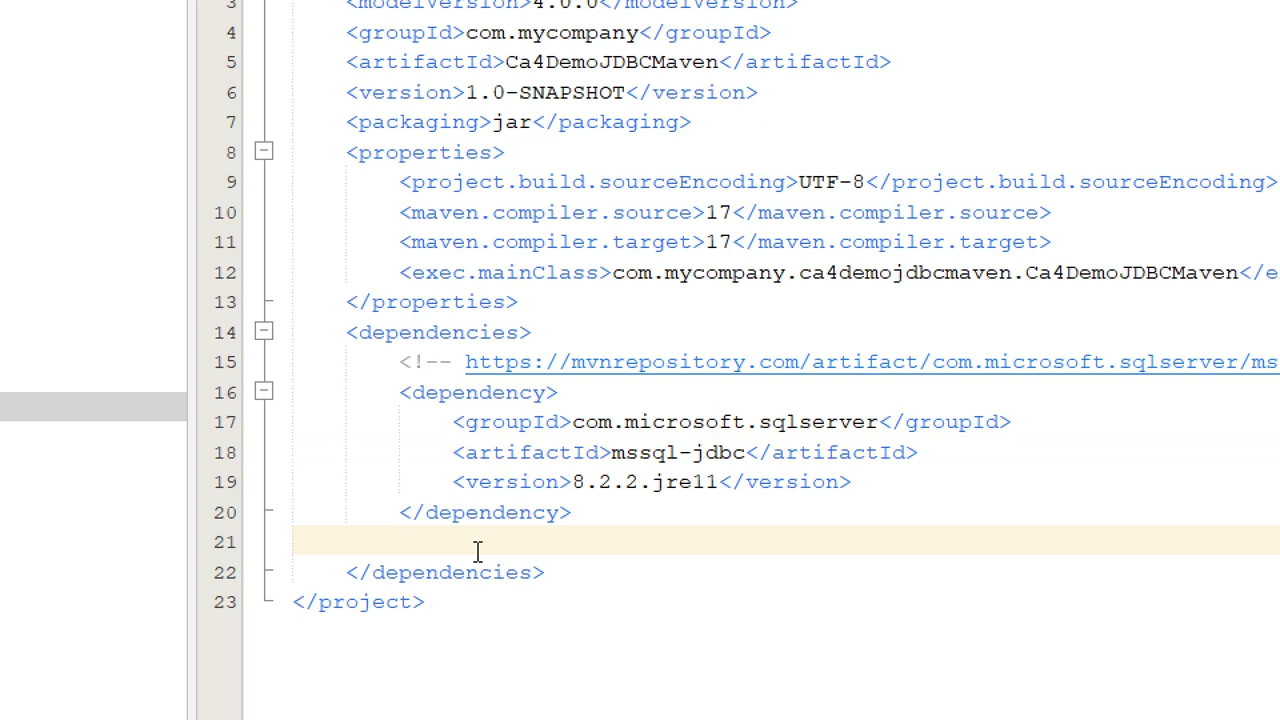 3 <modelVersion>4.0.0</modelVersion>
4 <groupId>com.mycompany</groupId>
5 <artifactId>Ca4DemoJDBCMaven</artifactId>
6 <version>1.0-SNAPSHOT</version>
7 <packaging>jar</packaging>
8 <properties>
9 <project.build.sourceEncoding>UTF-8</project.build.sourceEncoding>
10 <maven.compiler.source>17</maven.compiler.source>
11 <maven.compiler.target>17</maven.compiler.target>
12 <exec.mainClass>com.mycompany.ca4demojdbcmaven.Ca4DemoJDBCMaven</e
13 </properties>
14 <dependencies>
15 <!-- https://mvnrepository.com/artifact/com.microsoft.sqlserver/ms
16 <dependency>
17 <groupId>com.microsoft.sqlserver</groupId>
18 <artifactId>mssql-jdbc</artifactId>
19 <version>8.2.2.jre11</version>
20 </dependency>
21
22 </dependencies>
23 </project>